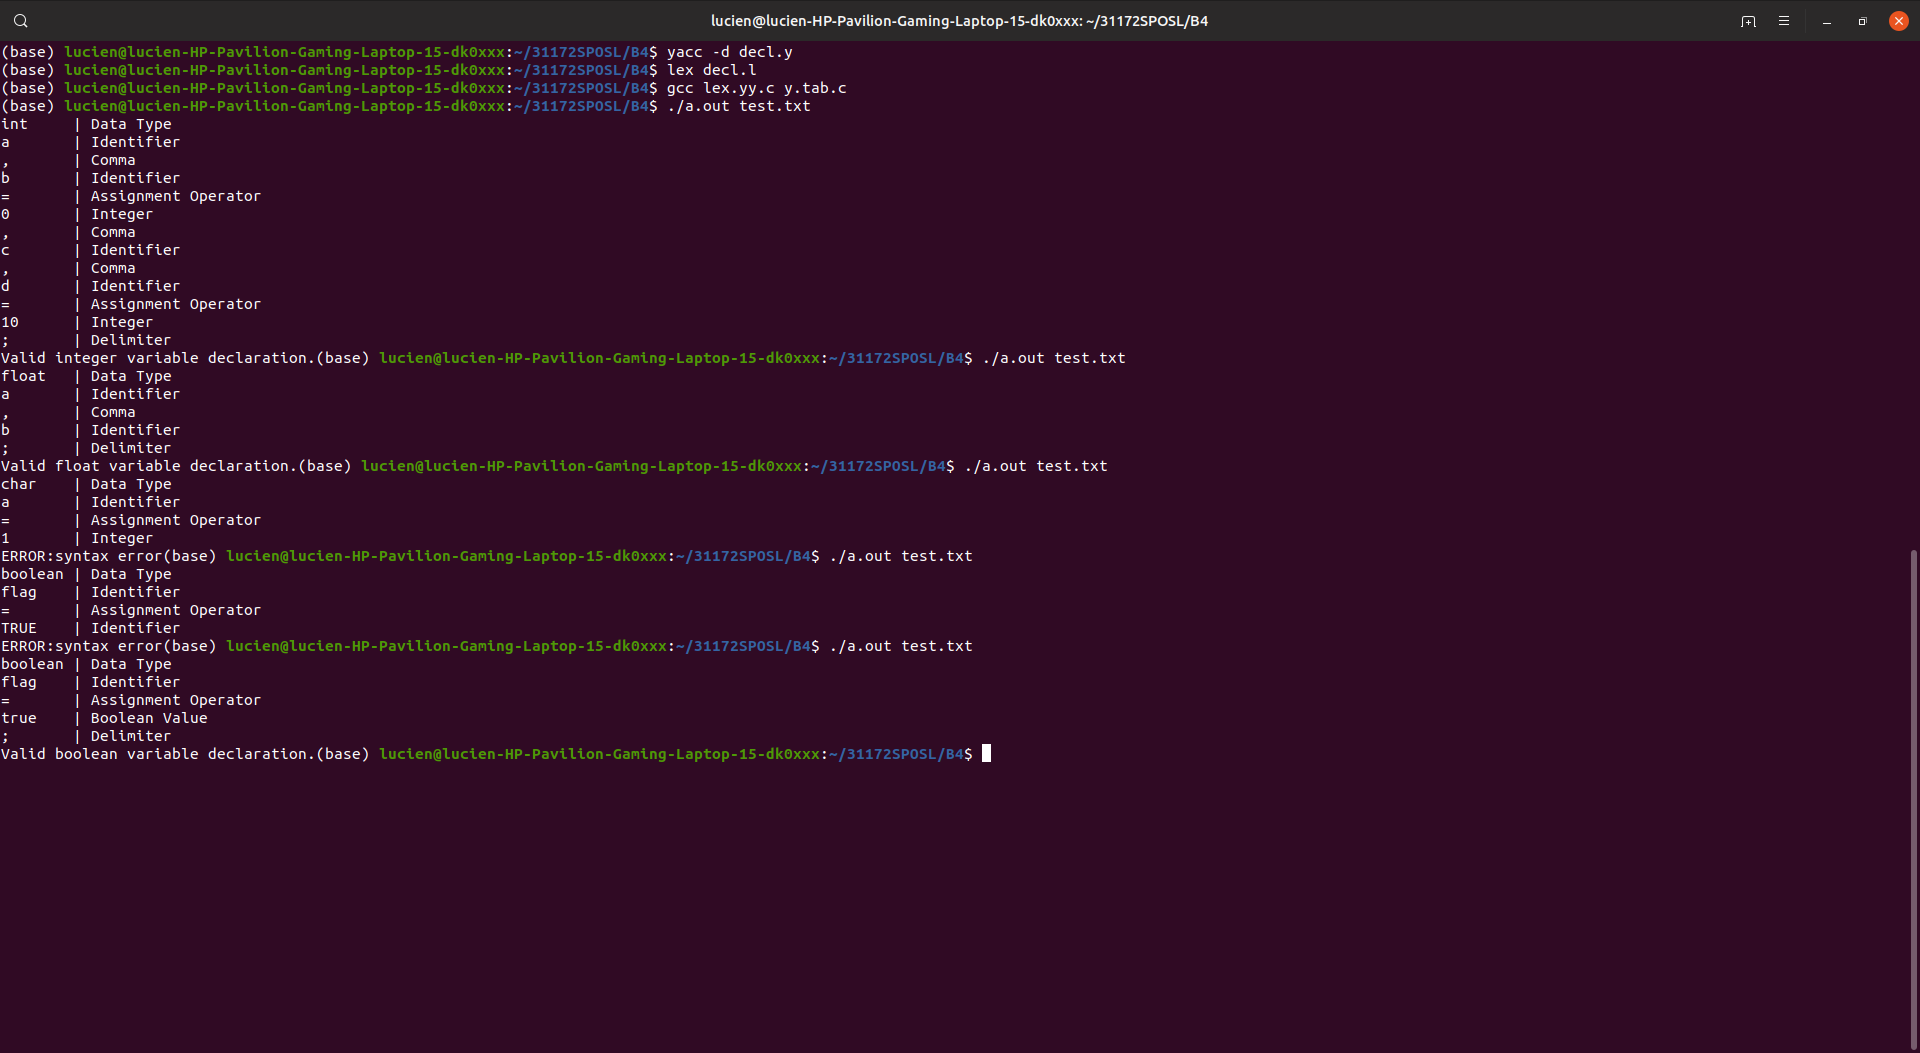 lucien@lucien-HP-Pavilion-Gaming-Laptop-15-dk0xxx: ~/31172SPOSL/B4
(base) lucien@lucien-HP-Pavilion-Gaming-Laptop-15-dk0xxx:~/31172SPOSL/B4$ yacc -d decl.y
(base) lucien@lucien-HP-Pavilion-Gaming-Laptop-15-dk0xxx:~/31172SPOSL/B4$ lex decl.l
(base) lucien@lucien-HP-Pavilion-Gaming-Laptop-15-dk0xxx:~/31172SPOSL/B4$ gcc lex.yy.c y.tab.c
(base) lucien@lucien-HP-Pavilion-Gaming-Laptop-15-dk0xxx:~/31172SPOSL/B4$ ./a.out test.txt
int     | Data Type
a       | Identifier
,       | Comma
b       | Identifier
=       | Assignment Operator
0       | Integer
,       | Comma
c       | Identifier
,       | Comma
d       | Identifier
=       | Assignment Operator
10      | Integer
;       | Delimiter
Valid integer variable declaration.(base) lucien@lucien-HP-Pavilion-Gaming-Laptop-15-dk0xxx:~/31172SPOSL/B4$ ./a.out test.txt
float   | Data Type
a       | Identifier
,       | Comma
b       | Identifier
;       | Delimiter
Valid float variable declaration.(base) lucien@lucien-HP-Pavilion-Gaming-Laptop-15-dk0xxx:~/31172SPOSL/B4$ ./a.out test.txt
char    | Data Type
a       | Identifier
=       | Assignment Operator
1       | Integer
ERROR:syntax error(base) lucien@lucien-HP-Pavilion-Gaming-Laptop-15-dk0xxx:~/31172SPOSL/B4$ ./a.out test.txt
boolean | Data Type
flag    | Identifier
=       | Assignment Operator
TRUE    | Identifier
ERROR:syntax error(base) lucien@lucien-HP-Pavilion-Gaming-Laptop-15-dk0xxx:~/31172SPOSL/B4$ ./a.out test.txt
boolean | Data Type
flag    | Identifier
=       | Assignment Operator
true    | Boolean Value
;       | Delimiter
Valid boolean variable declaration.(base) lucien@lucien-HP-Pavilion-Gaming-Laptop-15-dk0xxx:~/31172SPOSL/B4$